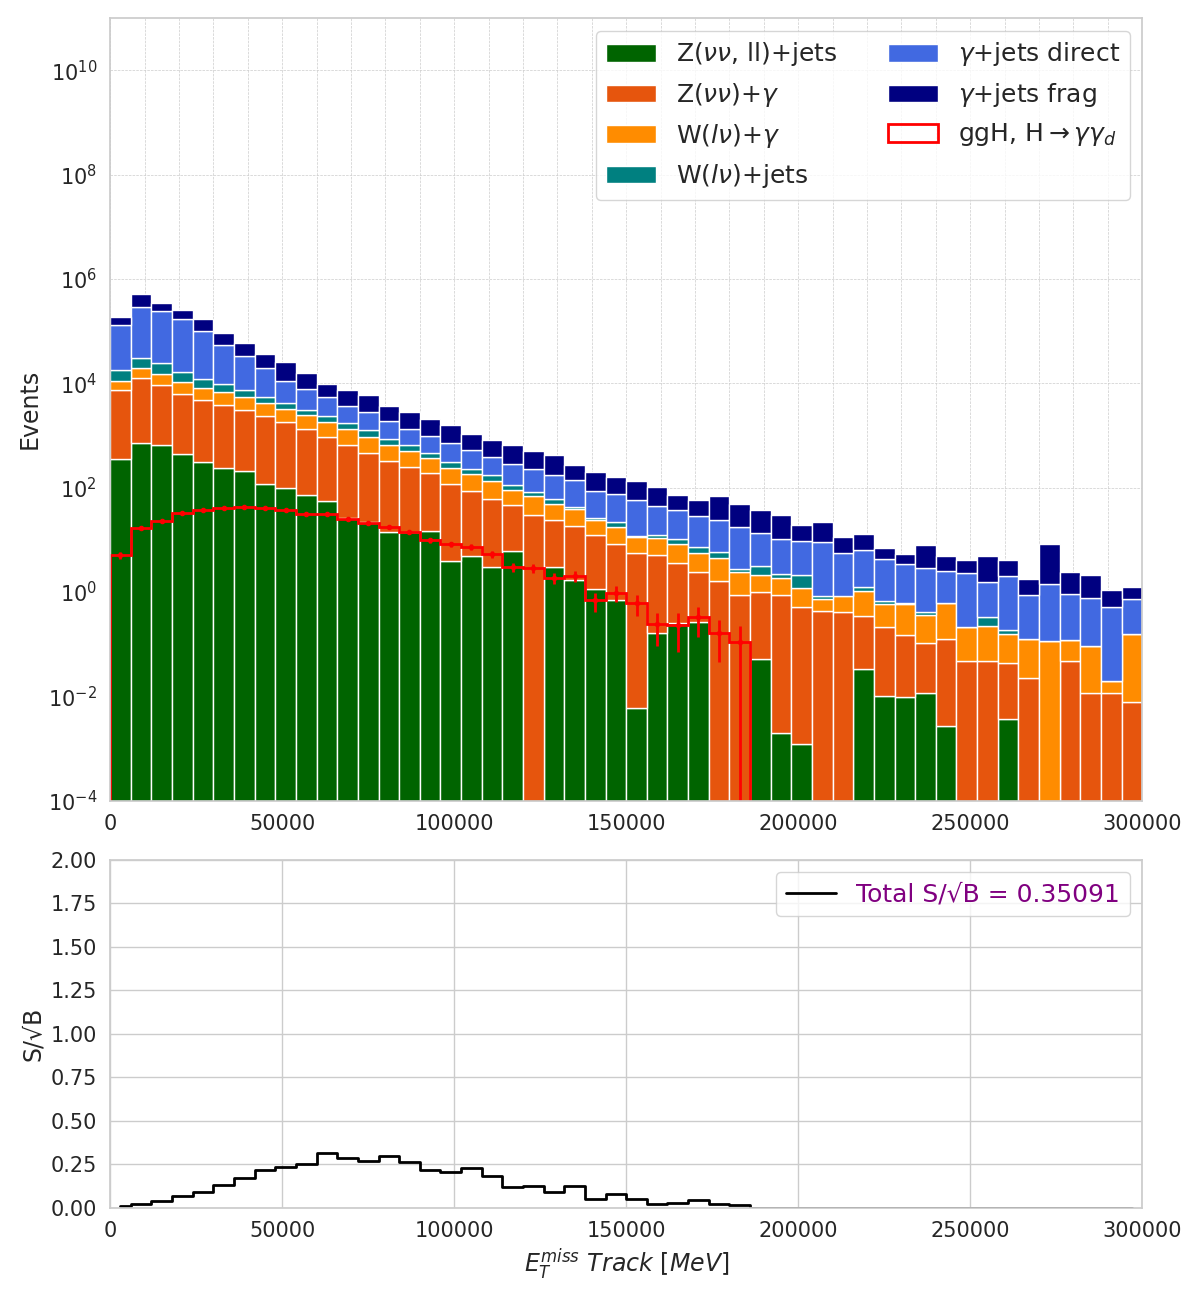 Events
10^10
10^8
10^6
10^4
10^2
10^0
10^−2
10^−4
Z(νν, ll)+jets
Z(νν)+γ
W(lν)+γ
W(lν)+jets
γ+jets direct
γ+jets frag
ggH, H→γγ_d
0 50000 100000 150000 200000 250000 300000
S/√B
2.00
1.75
1.50
1.25
1.00
0.75
0.50
0.25
0.00
Total S/√B = 0.35091
0 50000 100000 150000 200000 250000 300000
E_T^miss Track [MeV]